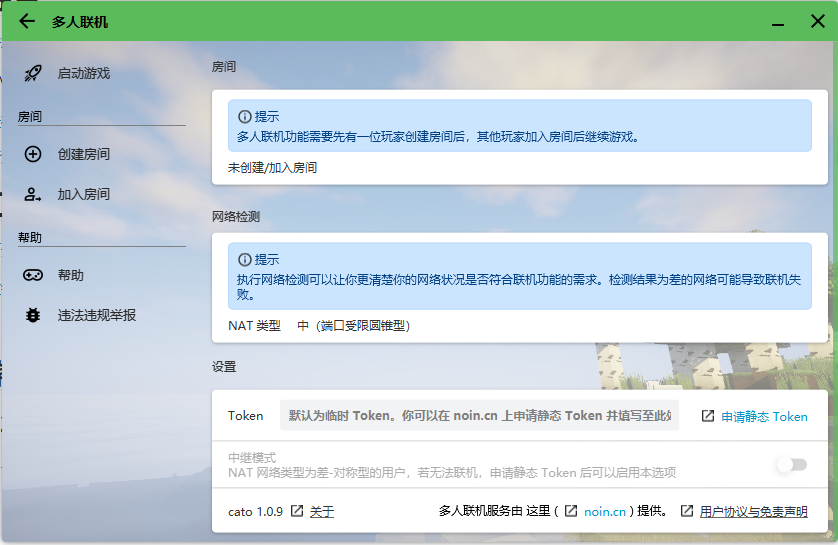 多人联机
启动游戏
房间
创建房间
加入房间
帮助
帮助
违法违规举报
房间
提示
多人联机功能需要先有一位玩家创建房间后，其他玩家加入房间后继续游戏。
未创建/加入房间
网络检测
提示
执行网络检测可以让你更清楚你的网络状况是否符合联机功能的需求。检测结果为差的网络可能导致联机失
败。
NAT 类型 中（端口受限圆锥型）
设置
Token 默认为临时 Token。你可以在 noin.cn 上申请静态 Token 并填写至此 申请静态 Token
中继模式
NAT 网络类型为差-对称型的用户，若无法联机，申请静态 Token 后可以启用本选项
cato 1.0.9 关于 多人联机服务由 这里 ( noin.cn ) 提供。 用户协议与免责声明